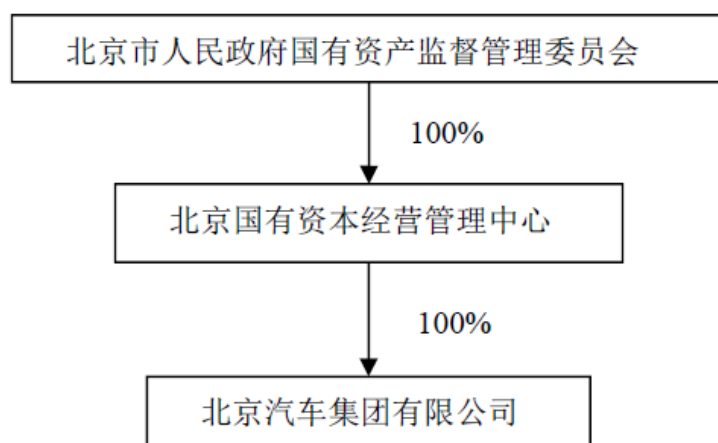 北京市人民政府国有资产监督管理委员会
100%
北京国有资本经营管理中心
100%
北京汽车集团有限公司